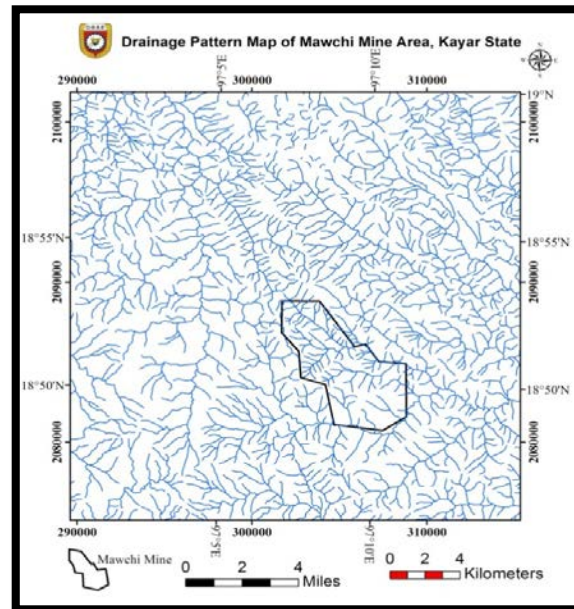 Drainage Pattern Map of Mawchi Mine Area, Kayar State
290000 97°5'E 300000 97°10'E 310000
19°N
2100000 2100000
18°55'N 18°55'N
2090000 2090000
18°50'N 18°50'N
2080000 2080000
290000 97°5'E 300000 97°10'E 310000
Mawchi Mine
0 2 4
Miles
0 2 4
Kilometers